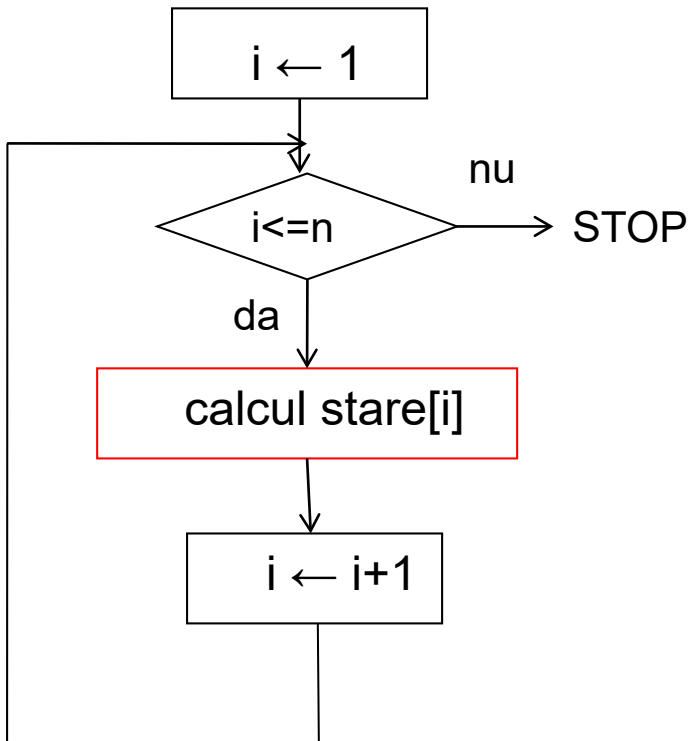 i ← 1
nu
i<=n
STOP
da
calcul stare[i]
i ← i+1